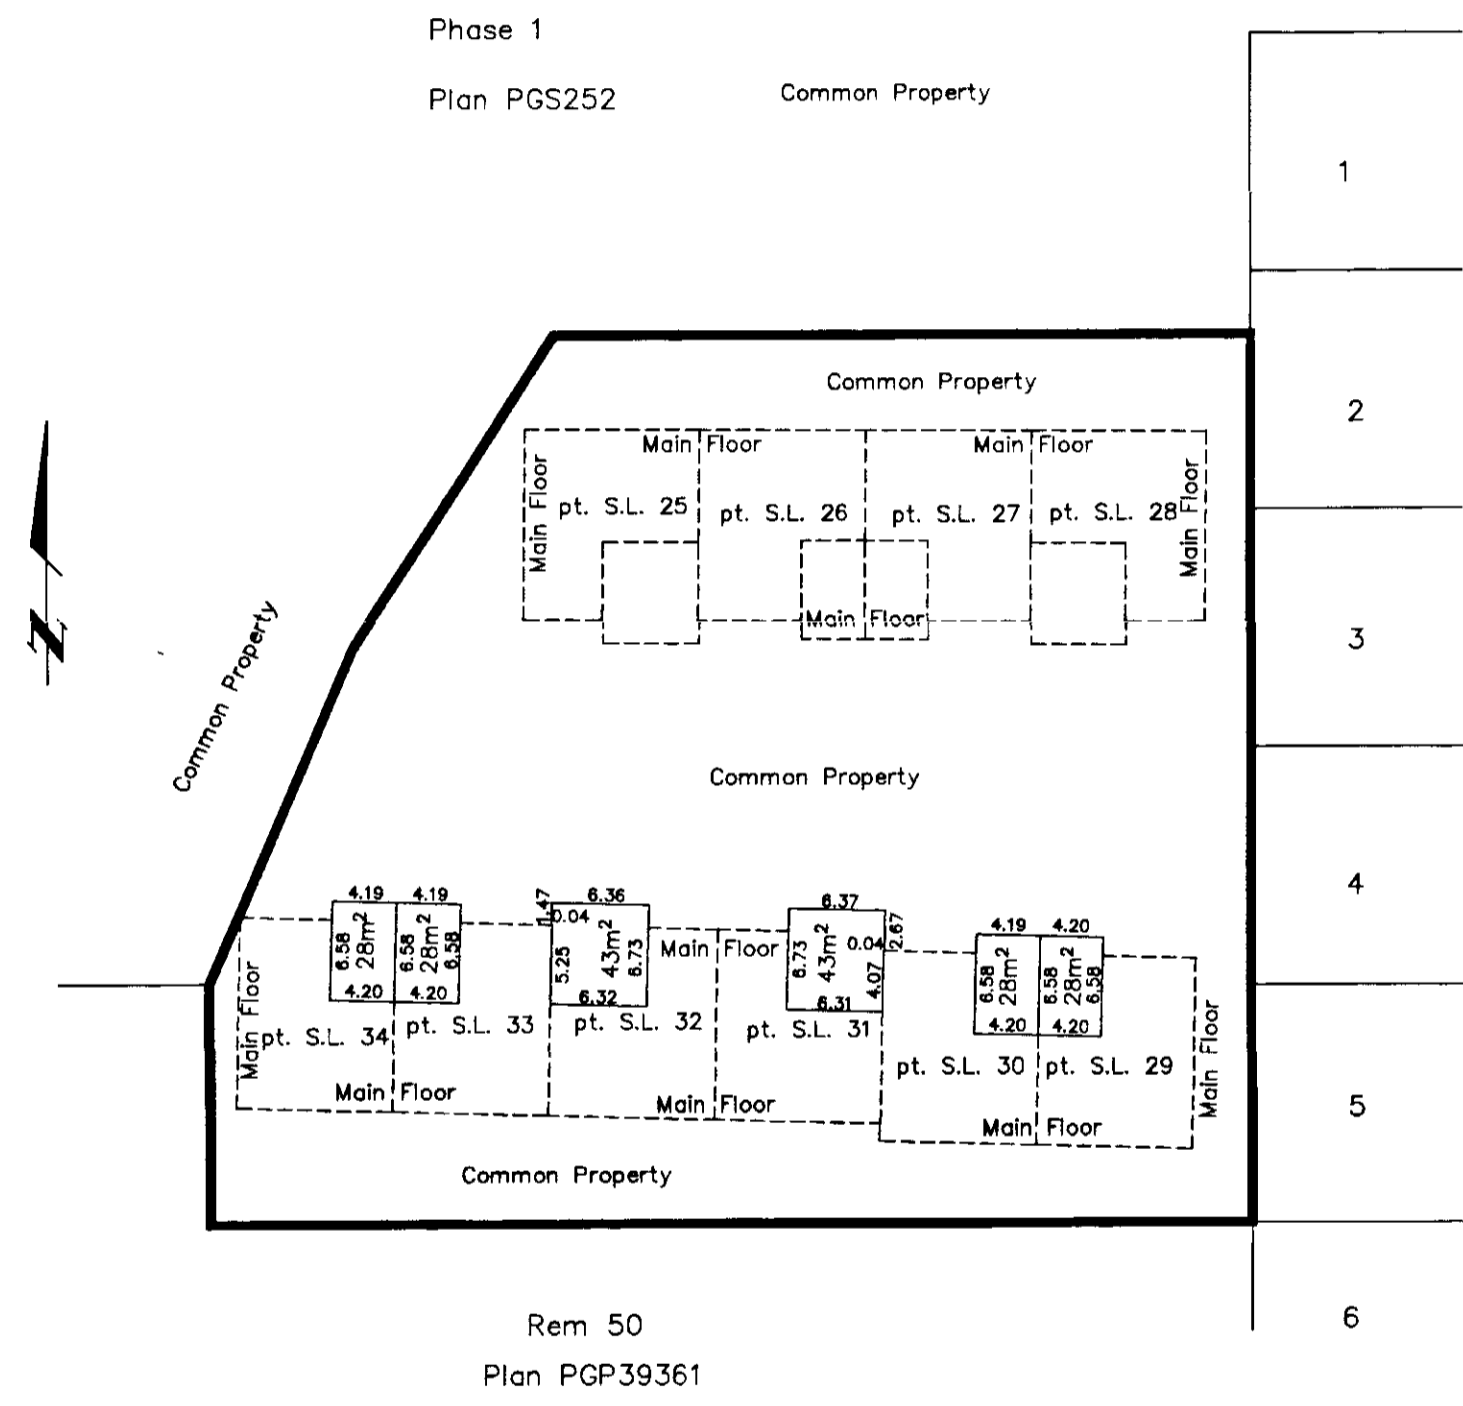 Phase 1
Plan PGS252
Common Property
1
2
3
4
5
6
Common Property
Main Floor
Main Floor
Main Floor
pt. S.L. 25
pt. S.L. 26
pt. S.L. 27
pt. S.L. 28
Main Floor
Main Floor
N
Common Property
Common Property
4.19
4.19
1.47
6.36
6.37
2.67
4.19
4.20
6.58
28m²
6.58
28m²
6.58
0.04
5.25
43m²
6.73
Main Floor
6.73
43m²
0.04
4.07
6.58
28m²
6.58
28m²
6.58
4.20
4.20
6.32
6.31
4.20
4.20
Main Floor
pt. S.L. 34
pt. S.L. 33
pt. S.L. 32
pt. S.L. 31
pt. S.L. 30
pt. S.L. 29
Main Floor
Main Floor
Main Floor
Main Floor
Common Property
Rem 50
Plan PGP39361